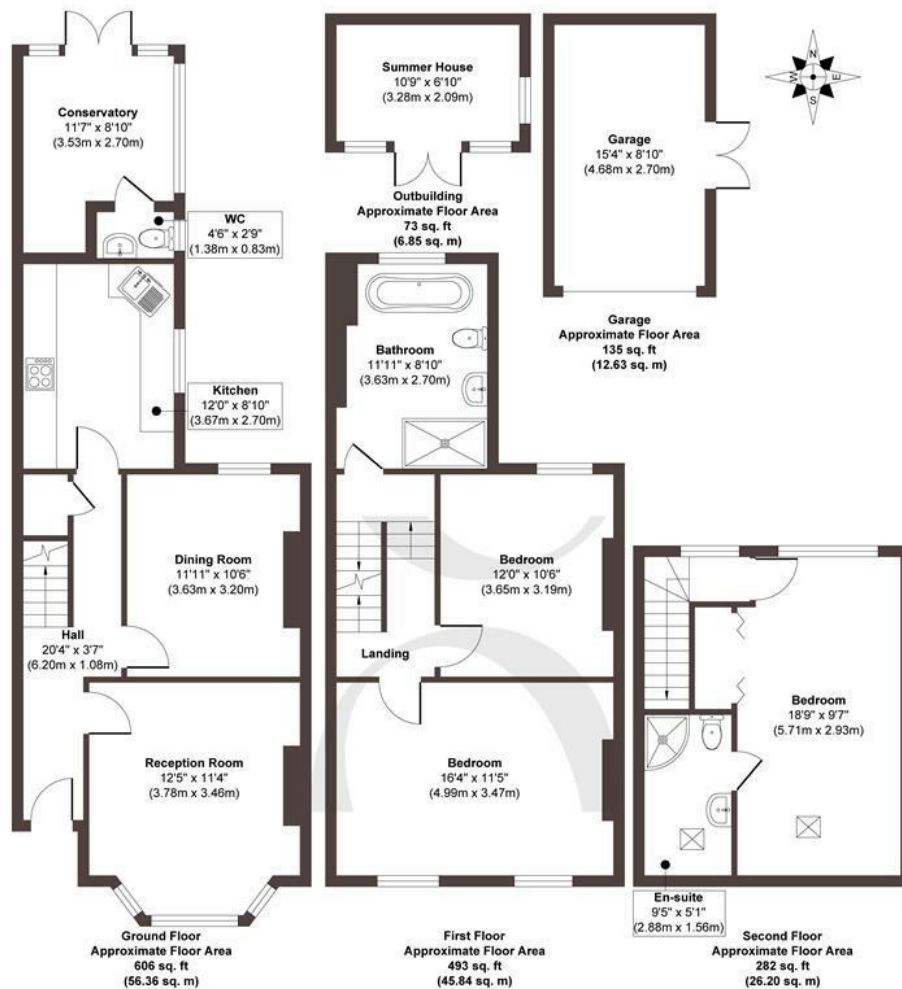 Conservatory
11'7" x 8'10"
(3.53m x 2.70m)
WC
4'6" x 2'9"
(1.38m x 0.83m)
Kitchen
12'0" x 8'10"
(3.67m x 2.70m)
Dining Room
11'11" x 10'6"
(3.63m x 3.20m)
Hall
20'4" x 3'7"
(6.20m x 1.08m)
Reception Room
12'5" x 11'4"
(3.78m x 3.46m)
Ground Floor
Approximate Floor Area
606 sq. ft
(56.36 sq. m)
Summer House
10'9" x 6'10"
(3.28m x 2.09m)
Outbuilding
Approximate Floor Area
73 sq. ft
(6.85 sq. m)
Garage
15'4" x 8'10"
(4.68m x 2.70m)
Garage
Approximate Floor Area
135 sq. ft
(12.63 sq. m)
N
W
E
S
Bathroom
11'11" x 8'10"
(3.63m x 2.70m)
Bedroom
12'0" x 10'6"
(3.65m x 3.19m)
Landing
Bedroom
16'4" x 11'5"
(4.99m x 3.47m)
First Floor
Approximate Floor Area
493 sq. ft
(45.84 sq. m)
Bedroom
18'9" x 9'7"
(5.71m x 2.93m)
En-suite
9'5" x 5'1"
(2.88m x 1.56m)
Second Floor
Approximate Floor Area
282 sq. ft
(26.20 sq. m)